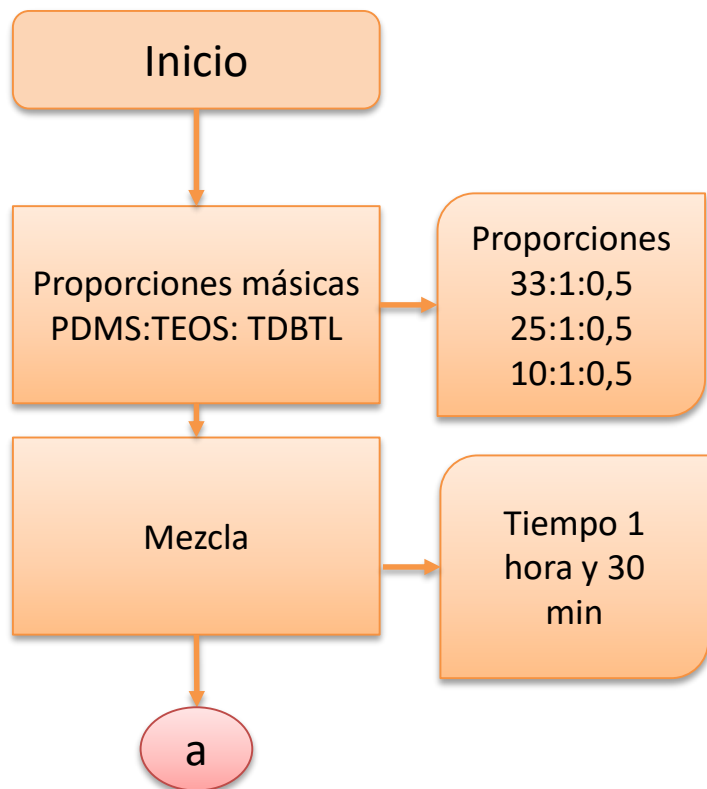 Inicio
Proporciones másicas
PDMS:TEOS: TDBTL
Proporciones
33:1:0,5
25:1:0,5
10:1:0,5
Mezcla
Tiempo 1
hora y 30
min
a